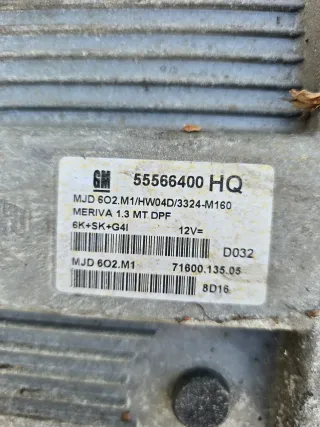 GM 55566400 HQ
MJD 6O2.M1/HW04D/3324-M160
MERIVA 1.3 MT DPF
6K+SK+G4I 12V=
D032
MJD 6O2.M1 71600.135.05
8D16